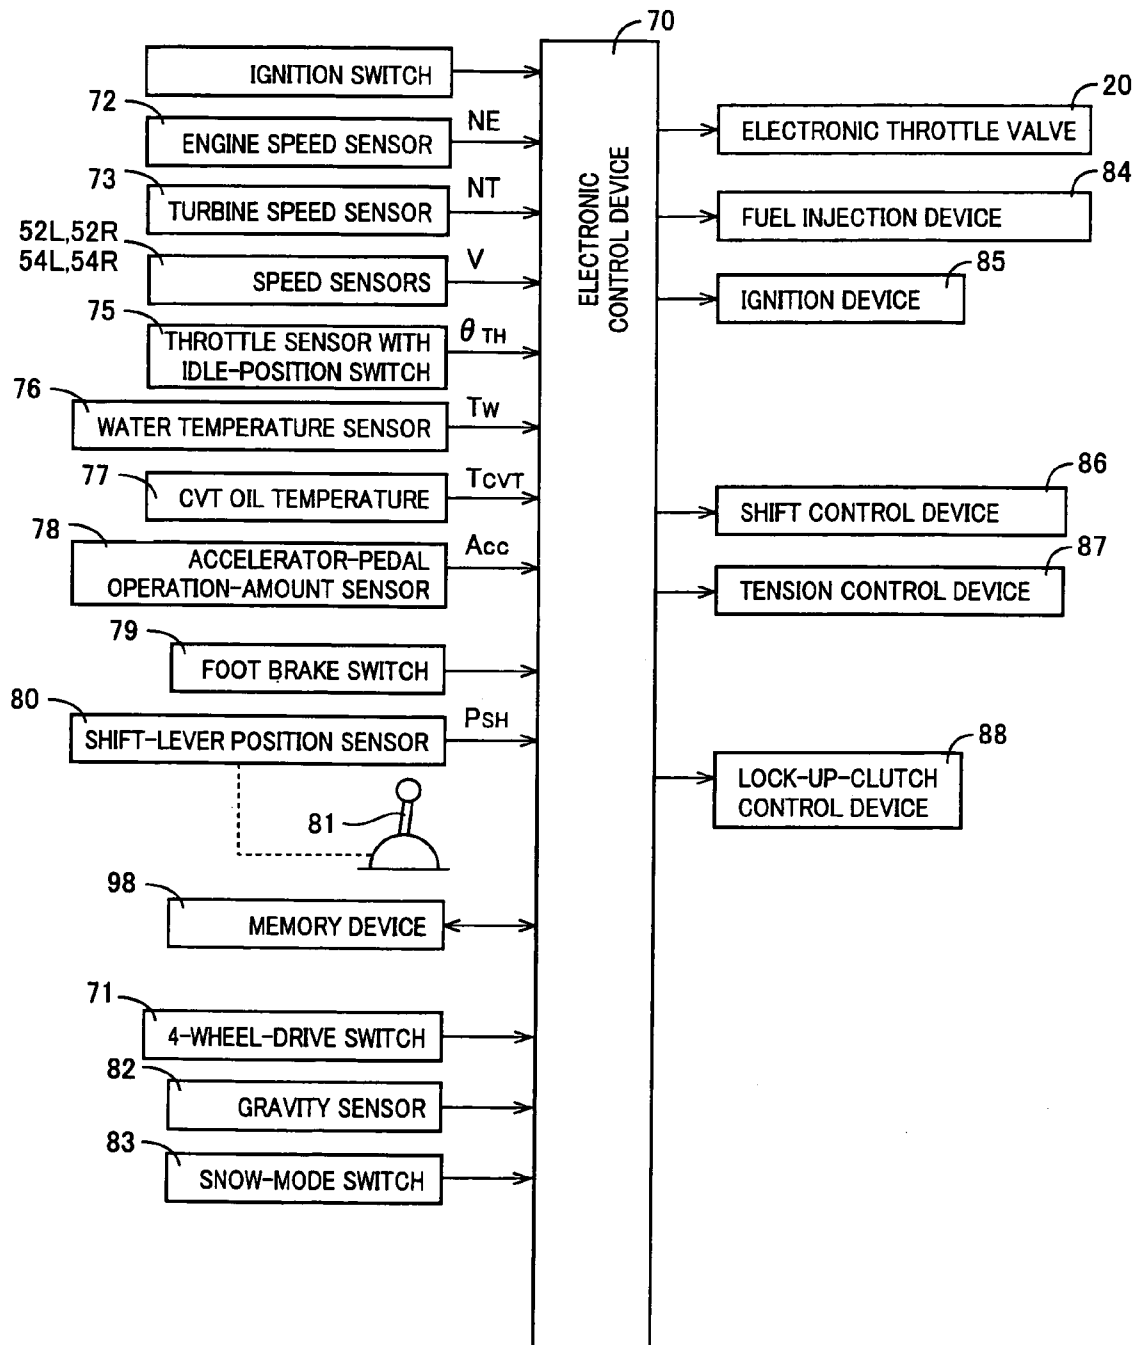 70
IGNITION SWITCH
72
NE
ENGINE SPEED SENSOR
73
NT
TURBINE SPEED SENSOR
52L,52R
54L,54R
V
SPEED SENSORS
75
θTH
THROTTLE SENSOR WITH
IDLE-POSITION SWITCH
76
TW
WATER TEMPERATURE SENSOR
77
TCVT
CVT OIL TEMPERATURE
78
ACC
ACCELERATOR-PEDAL
OPERATION-AMOUNT SENSOR
79
FOOT BRAKE SWITCH
80
PSH
SHIFT-LEVER POSITION SENSOR
81
98
MEMORY DEVICE
71
4-WHEEL-DRIVE SWITCH
82
GRAVITY SENSOR
83
SNOW-MODE SWITCH
ELECTRONIC
CONTROL DEVICE
20
ELECTRONIC THROTTLE VALVE
84
FUEL INJECTION DEVICE
85
IGNITION DEVICE
86
SHIFT CONTROL DEVICE
87
TENSION CONTROL DEVICE
88
LOCK-UP-CLUTCH
CONTROL DEVICE